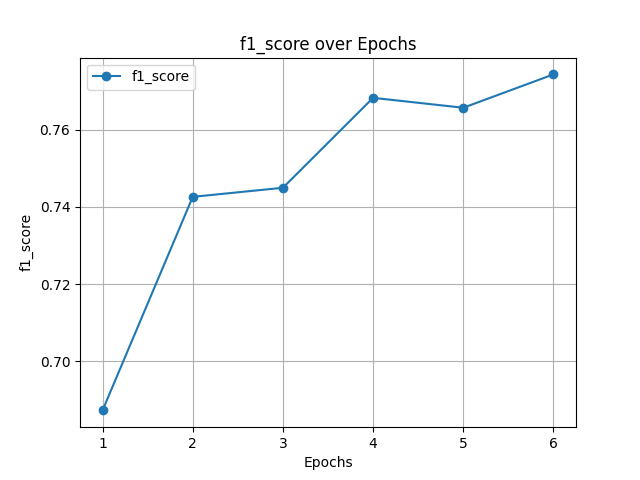 f1_score over Epochs
f1_score
0.76
0.74
0.72
0.70
f1_score
1 2 3 4 5 6
Epochs